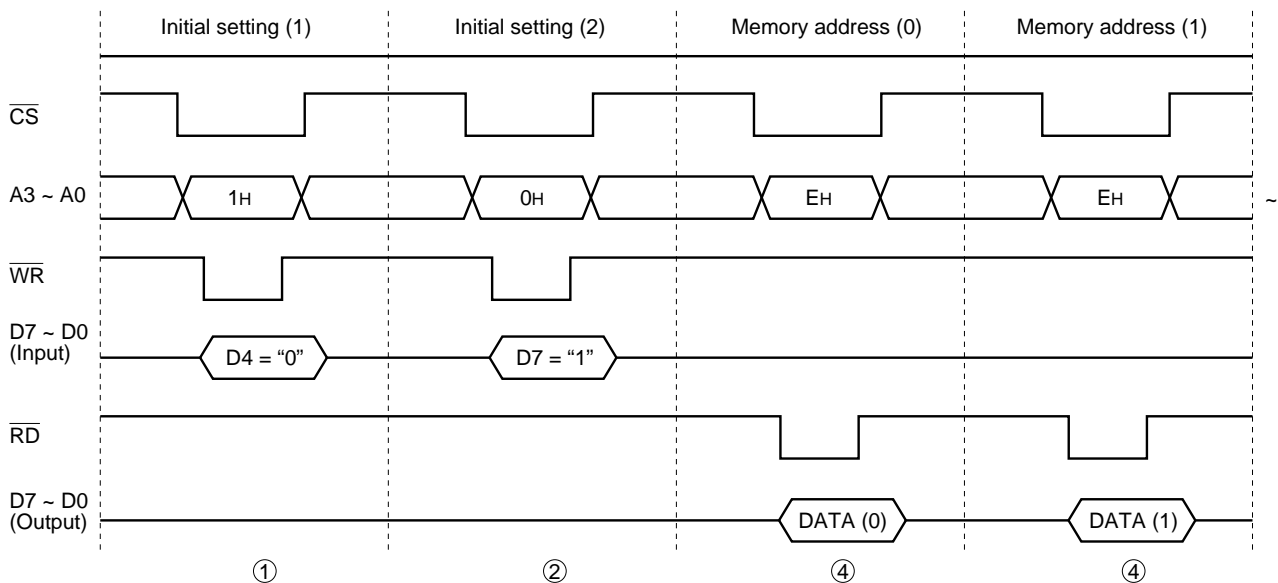 Initial setting (1) Initial setting (2) Memory address (0) Memory address (1)
CS
A3 ~ A0 1H 0H EH EH ~
WR
D7 ~ D0
(Input) D4 = “0” D7 = “1”
RD
D7 ~ D0
(Output) DATA (0) DATA (1)
① ② ④ ④